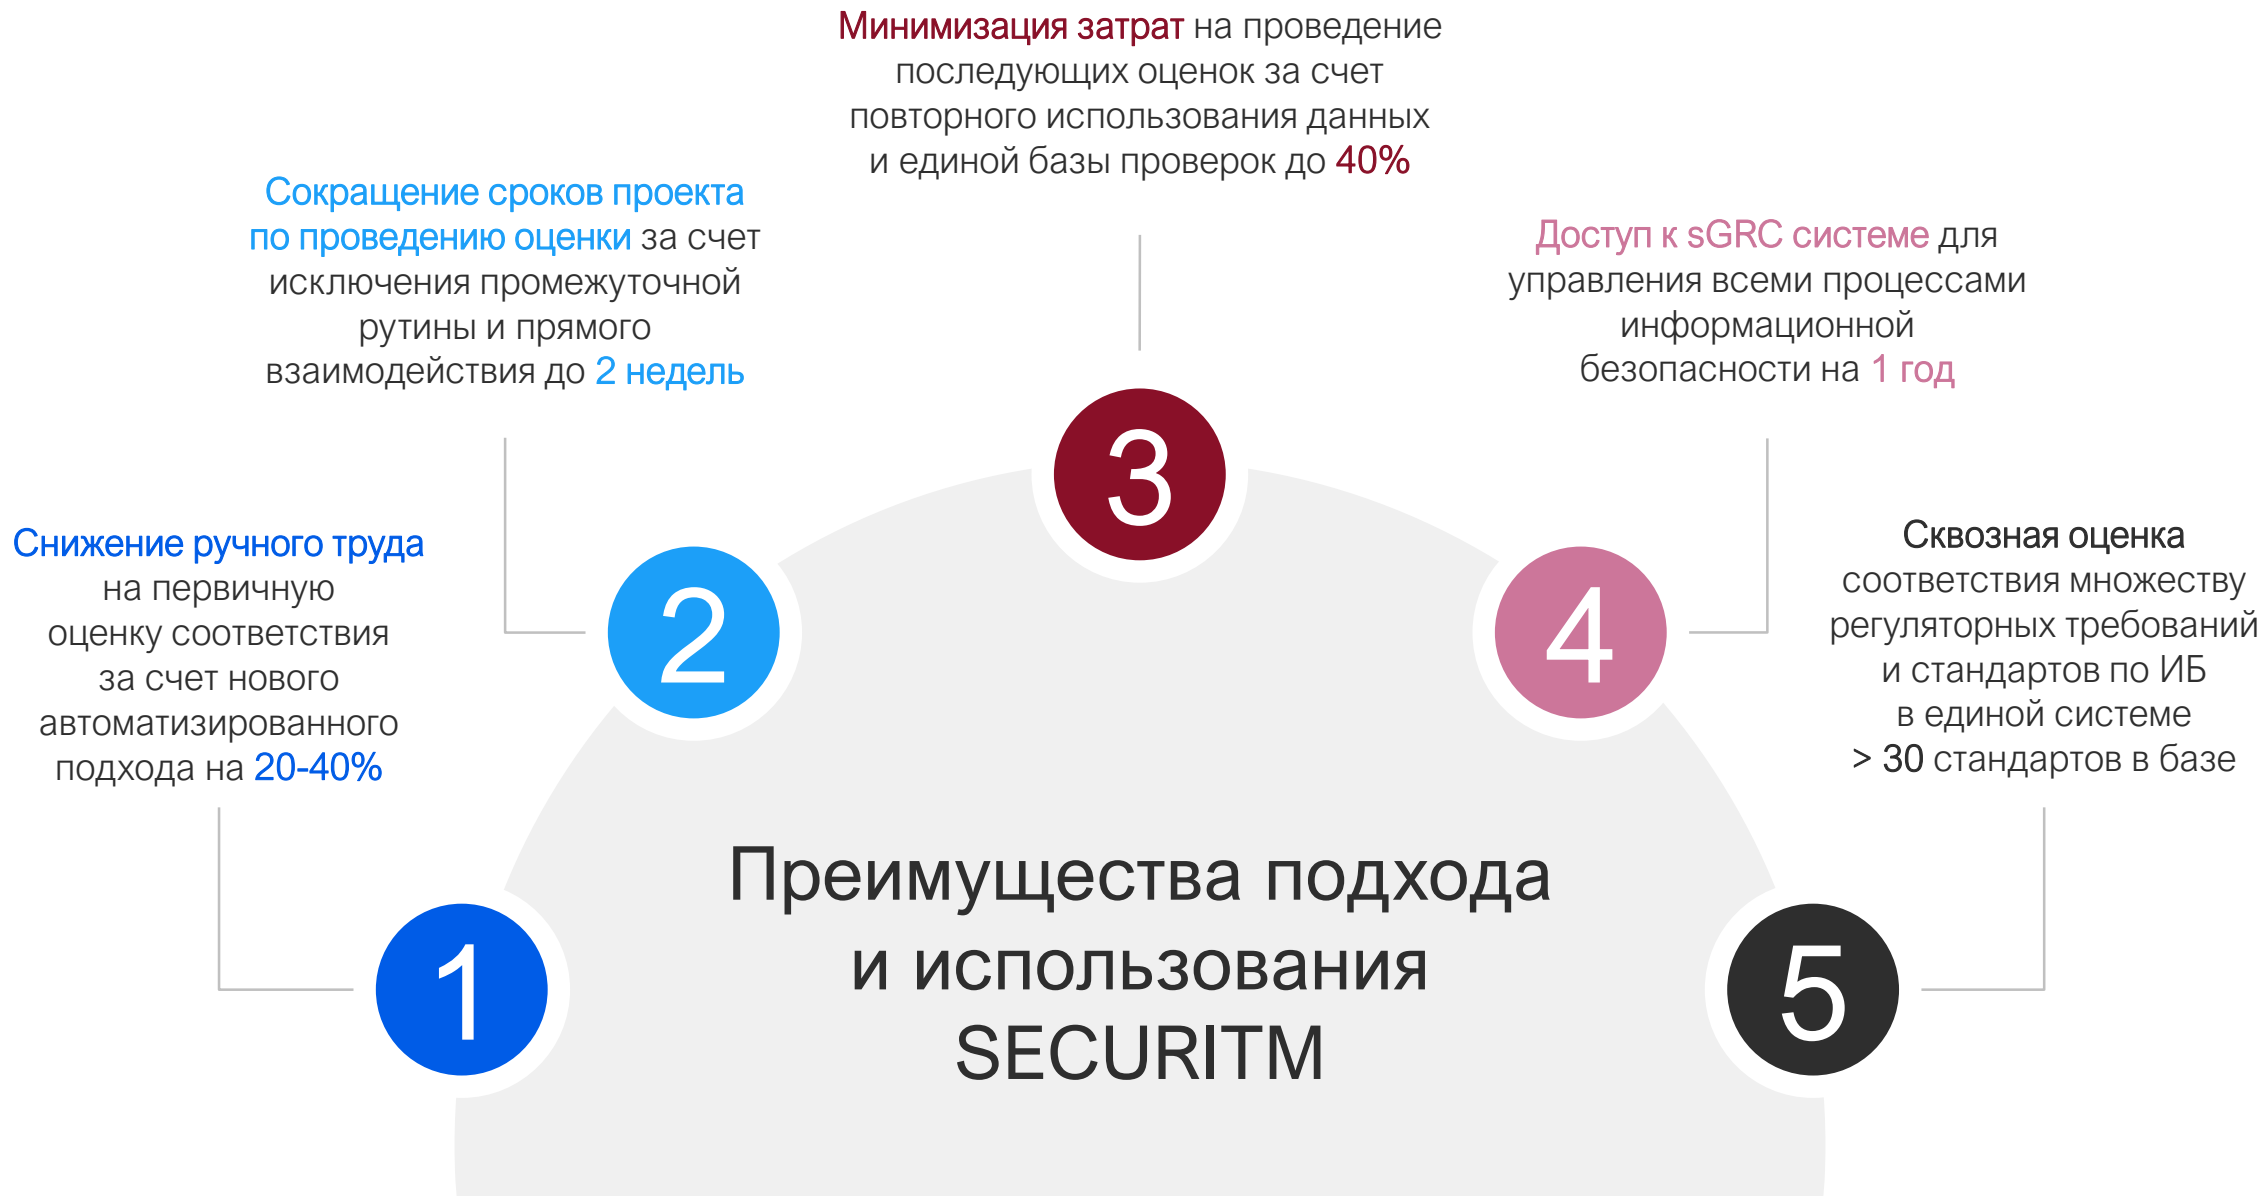 Минимизация затрат на проведение
последующих оценок за счет
повторного использования данных
и единой базы проверок до 40%
Сокращение сроков проекта
по проведению оценки за счет
исключения промежуточной
рутины и прямого
взаимодействия до 2 недель
Доступ к sGRC системе для
управления всеми процессами
информационной
безопасности на 1 год
Снижение ручного труда
на первичную
оценку соответствия
за счет нового
автоматизированного
подхода на 20-40%
Сквозная оценка
соответствия множеству
регуляторных требований
и стандартов по ИБ
в единой системе
> 30 стандартов в базе
1
2
3
4
5
Преимущества подхода
и использования
SECURITM